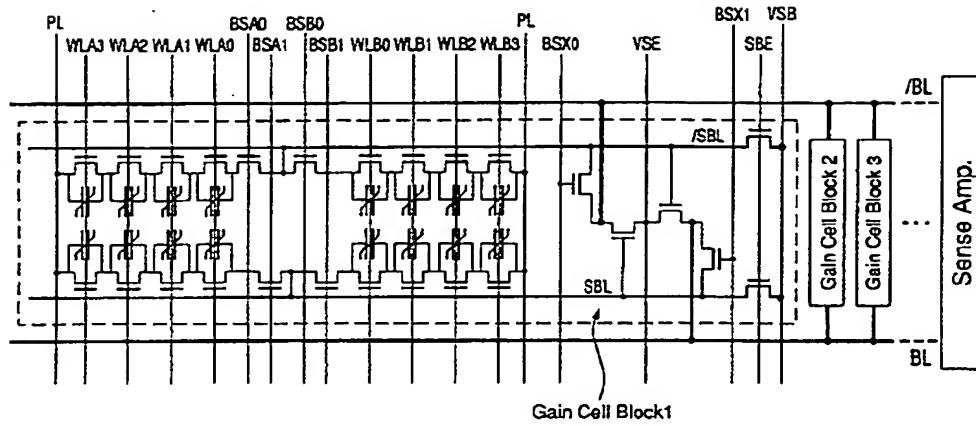 PL BSA0 BSB0 PL BSX1 VSB
WLA3 WLA2 WLA1 WLA0 BSA1 BSB1 WLB0 WLB1 WLB2 WLB3 BSX0 VSE SBE
/BL
/SBL
Gain Cell Block 2
Gain Cell Block 3
...
Sense Amp.
SBL
BL
Gain Cell Block1